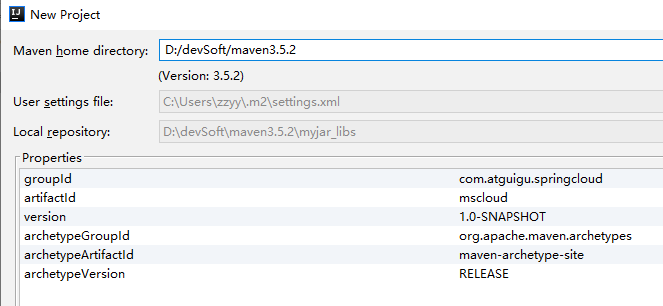 New Project
Maven home directory: D:/devSoft/maven3.5.2
(Version: 3.5.2)
User settings file: C:\Users\zzyy\.m2\settings.xml
Local repository: D:\devSoft\maven3.5.2\myjar_libs
Properties
groupId com.atguigu.springcloud
artifactId mscloud
version 1.0-SNAPSHOT
archetypeGroupId org.apache.maven.archetypes
archetypeArtifactId maven-archetype-site
archetypeVersion RELEASE